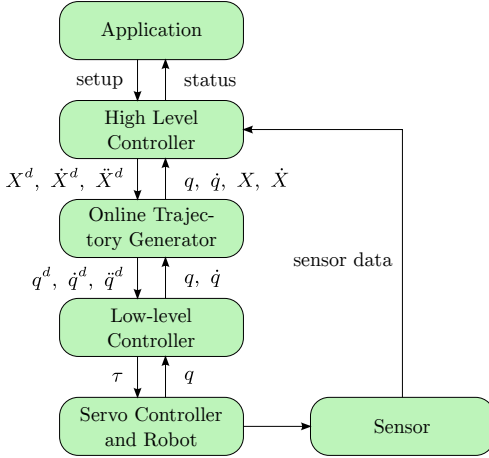 Application
setup
status
High Level
Controller
X^d, Ẋ^d, Ẍ^d
q, q̇, X, Ẋ
Online Trajec-
tory Generator
sensor data
q^d, q̇^d, q̈^d
q, q̇
Low-level
Controller
τ
q
Servo Controller
and Robot
Sensor